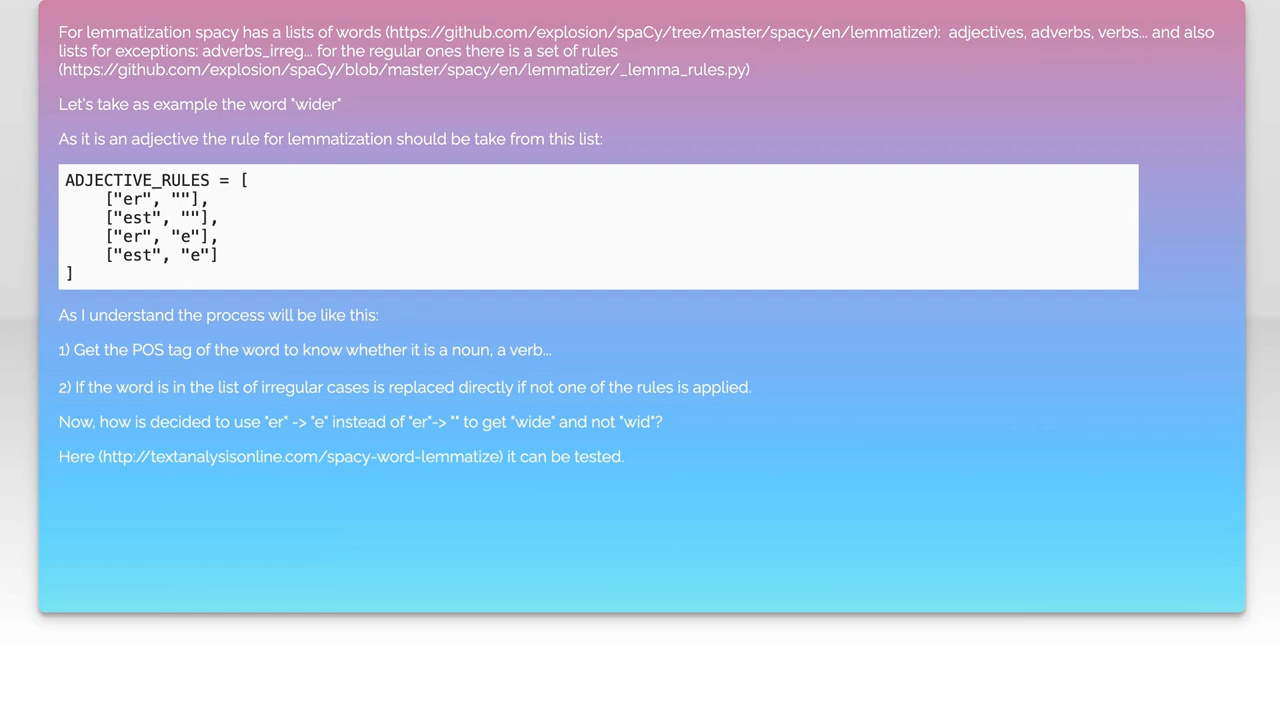 For lemmatization spacy has a lists of words (https://github.com/explosion/spaCy/tree/master/spacy/en/lemmatizer):  adjectives, adverbs, verbs... and also
lists for exceptions: adverbs_irreg... for the regular ones there is a set of rules
(https://github.com/explosion/spaCy/blob/master/spacy/en/lemmatizer/_lemma_rules.py)
Let's take as example the word "wider"
As it is an adjective the rule for lemmatization should be take from this list:
ADJECTIVE_RULES = [
    ["er", ""],
    ["est", ""],
    ["er", "e"],
    ["est", "e"]
]
As I understand the process will be like this:
1) Get the POS tag of the word to know whether it is a noun, a verb...
2) If the word is in the list of irregular cases is replaced directly if not one of the rules is applied.
Now, how is decided to use "er" -> "e" instead of "er"-> "" to get "wide" and not "wid"?
Here (http://textanalysisonline.com/spacy-word-lemmatize) it can be tested.